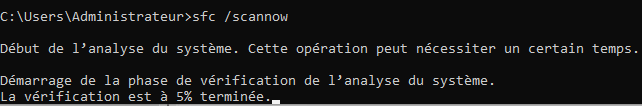 C:\Users\Administrateur>sfc /scannow
Début de l’analyse du système. Cette opération peut nécessiter un certain temps.
Démarrage de la phase de vérification de l’analyse du système.
La vérification est à 5% terminée.